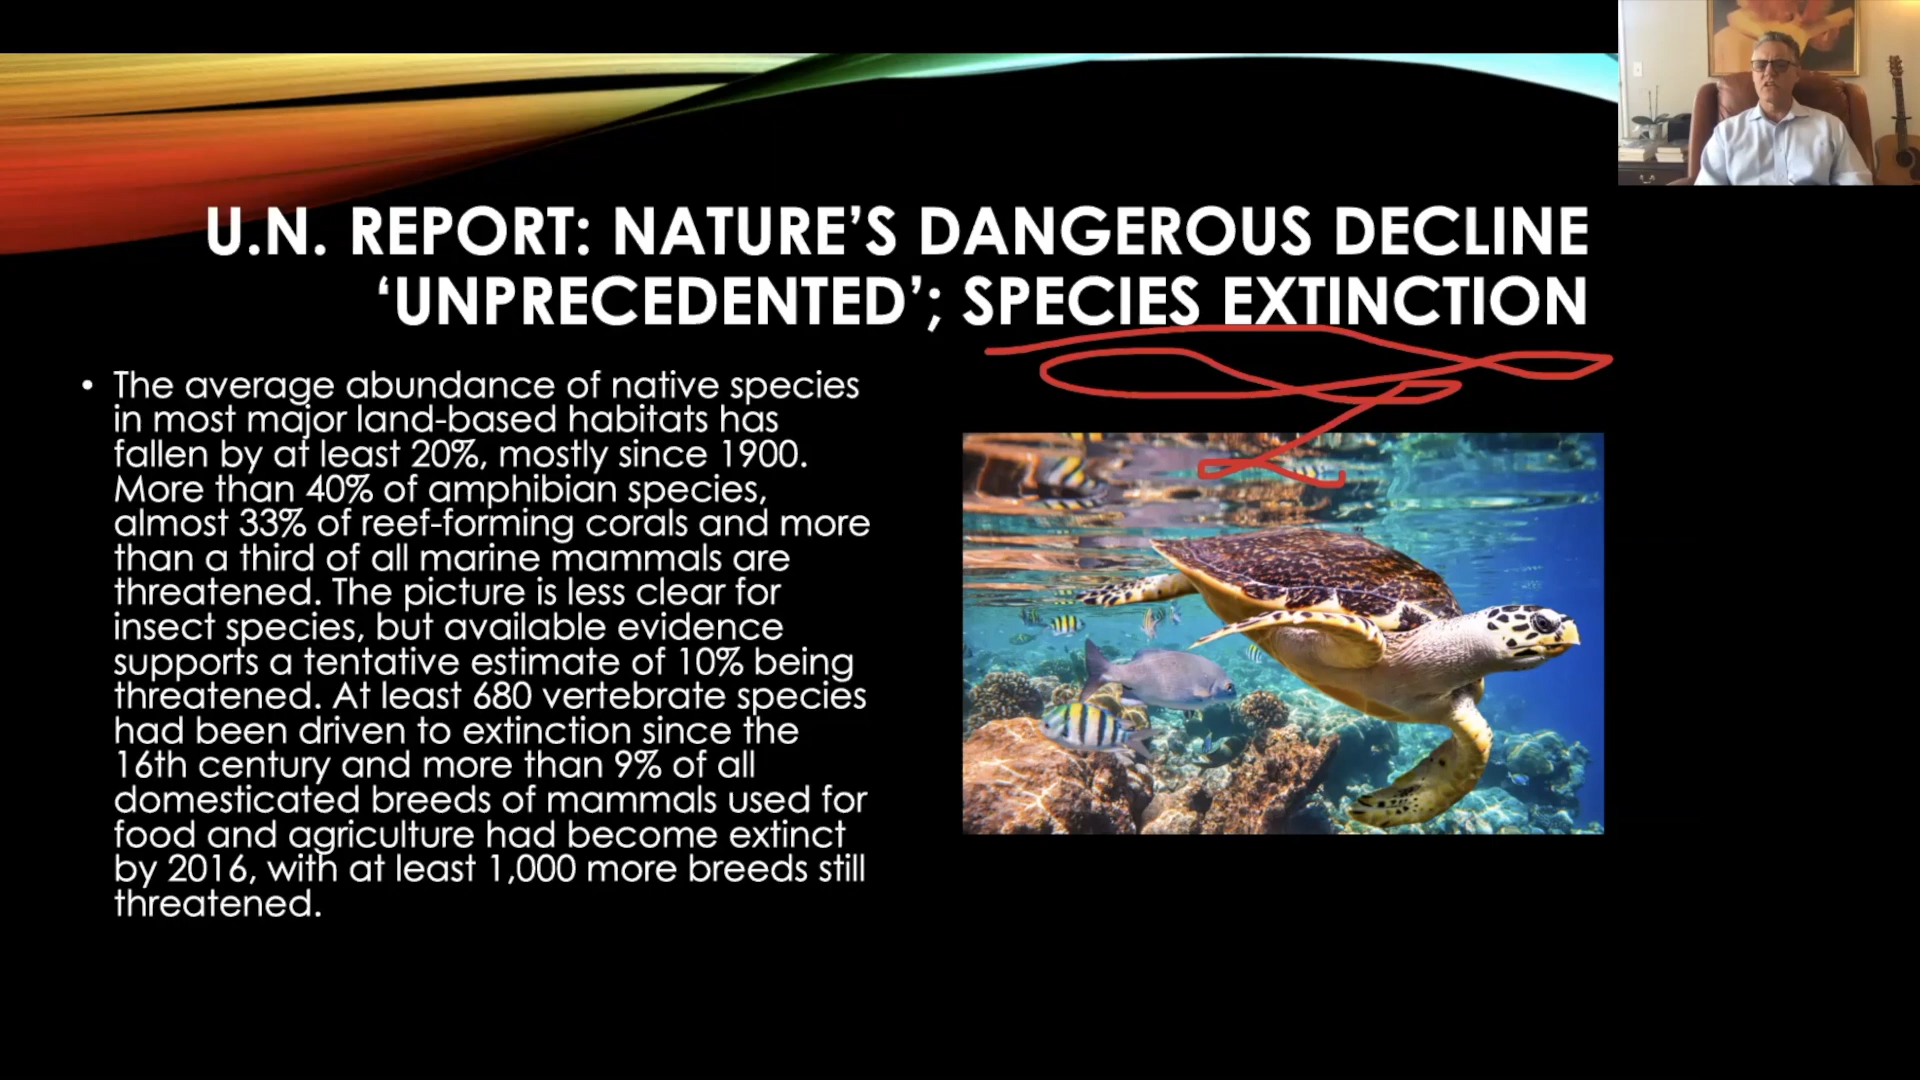 U.N. REPORT: NATURE’S DANGEROUS DECLINE
‘UNPRECEDENTED’; SPECIES EXTINCTION
• The average abundance of native species
in most major land-based habitats has
fallen by at least 20%, mostly since 1900.
More than 40% of amphibian species,
almost 33% of reef-forming corals and more
than a third of all marine mammals are
threatened. The picture is less clear for
insect species, but available evidence
supports a tentative estimate of 10% being
threatened. At least 680 vertebrate species
had been driven to extinction since the
16th century and more than 9% of all
domesticated breeds of mammals used for
food and agriculture had become extinct
by 2016, with at least 1,000 more breeds still
threatened.